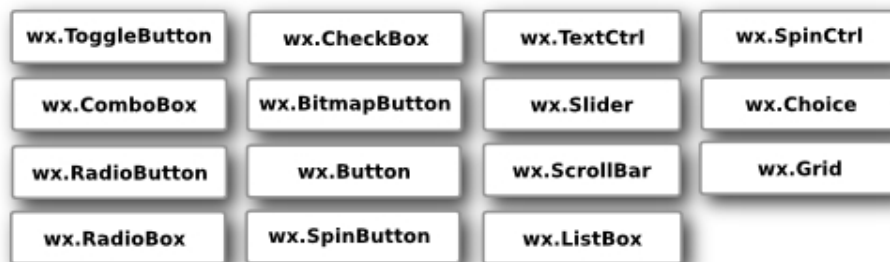 wx.ToggleButton wx.CheckBox wx.TextCtrl wx.SpinCtrl
wx.ComboBox wx.BitmapButton wx.Slider wx.Choice
wx.RadioButton wx.Button wx.ScrollBar wx.Grid
wx.RadioBox wx.SpinButton wx.ListBox